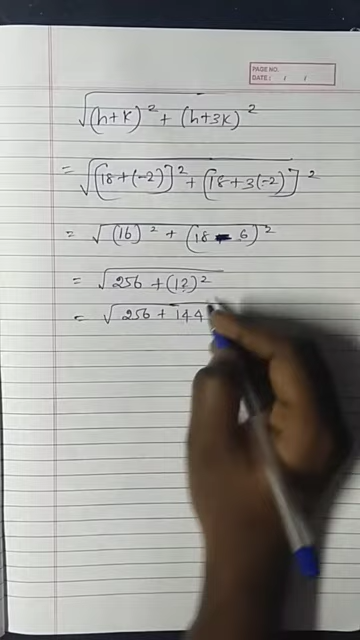 PAGE NO.
DATE : / /
√(h+k)² + (h+3k)²
= √[18+(-2)]² + [18+3(-2)]²
= √(16)² + (18 - 6)²
= √256 + (12)²
= √256 + 144